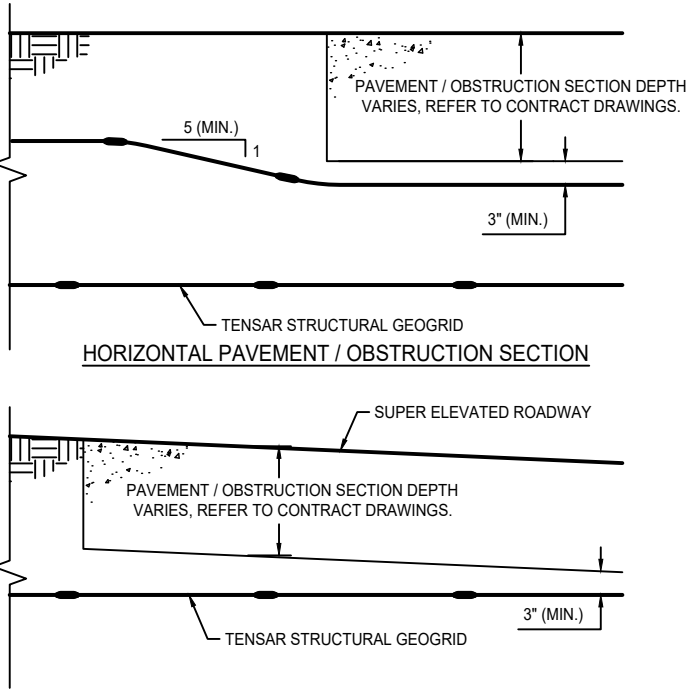 PAVEMENT / OBSTRUCTION SECTION DEPTH
VARIES, REFER TO CONTRACT DRAWINGS.
5 (MIN.)
1
3" (MIN.)
TENSAR STRUCTURAL GEOGRID
HORIZONTAL PAVEMENT / OBSTRUCTION SECTION
SUPER ELEVATED ROADWAY
PAVEMENT / OBSTRUCTION SECTION DEPTH
VARIES, REFER TO CONTRACT DRAWINGS.
3" (MIN.)
TENSAR STRUCTURAL GEOGRID